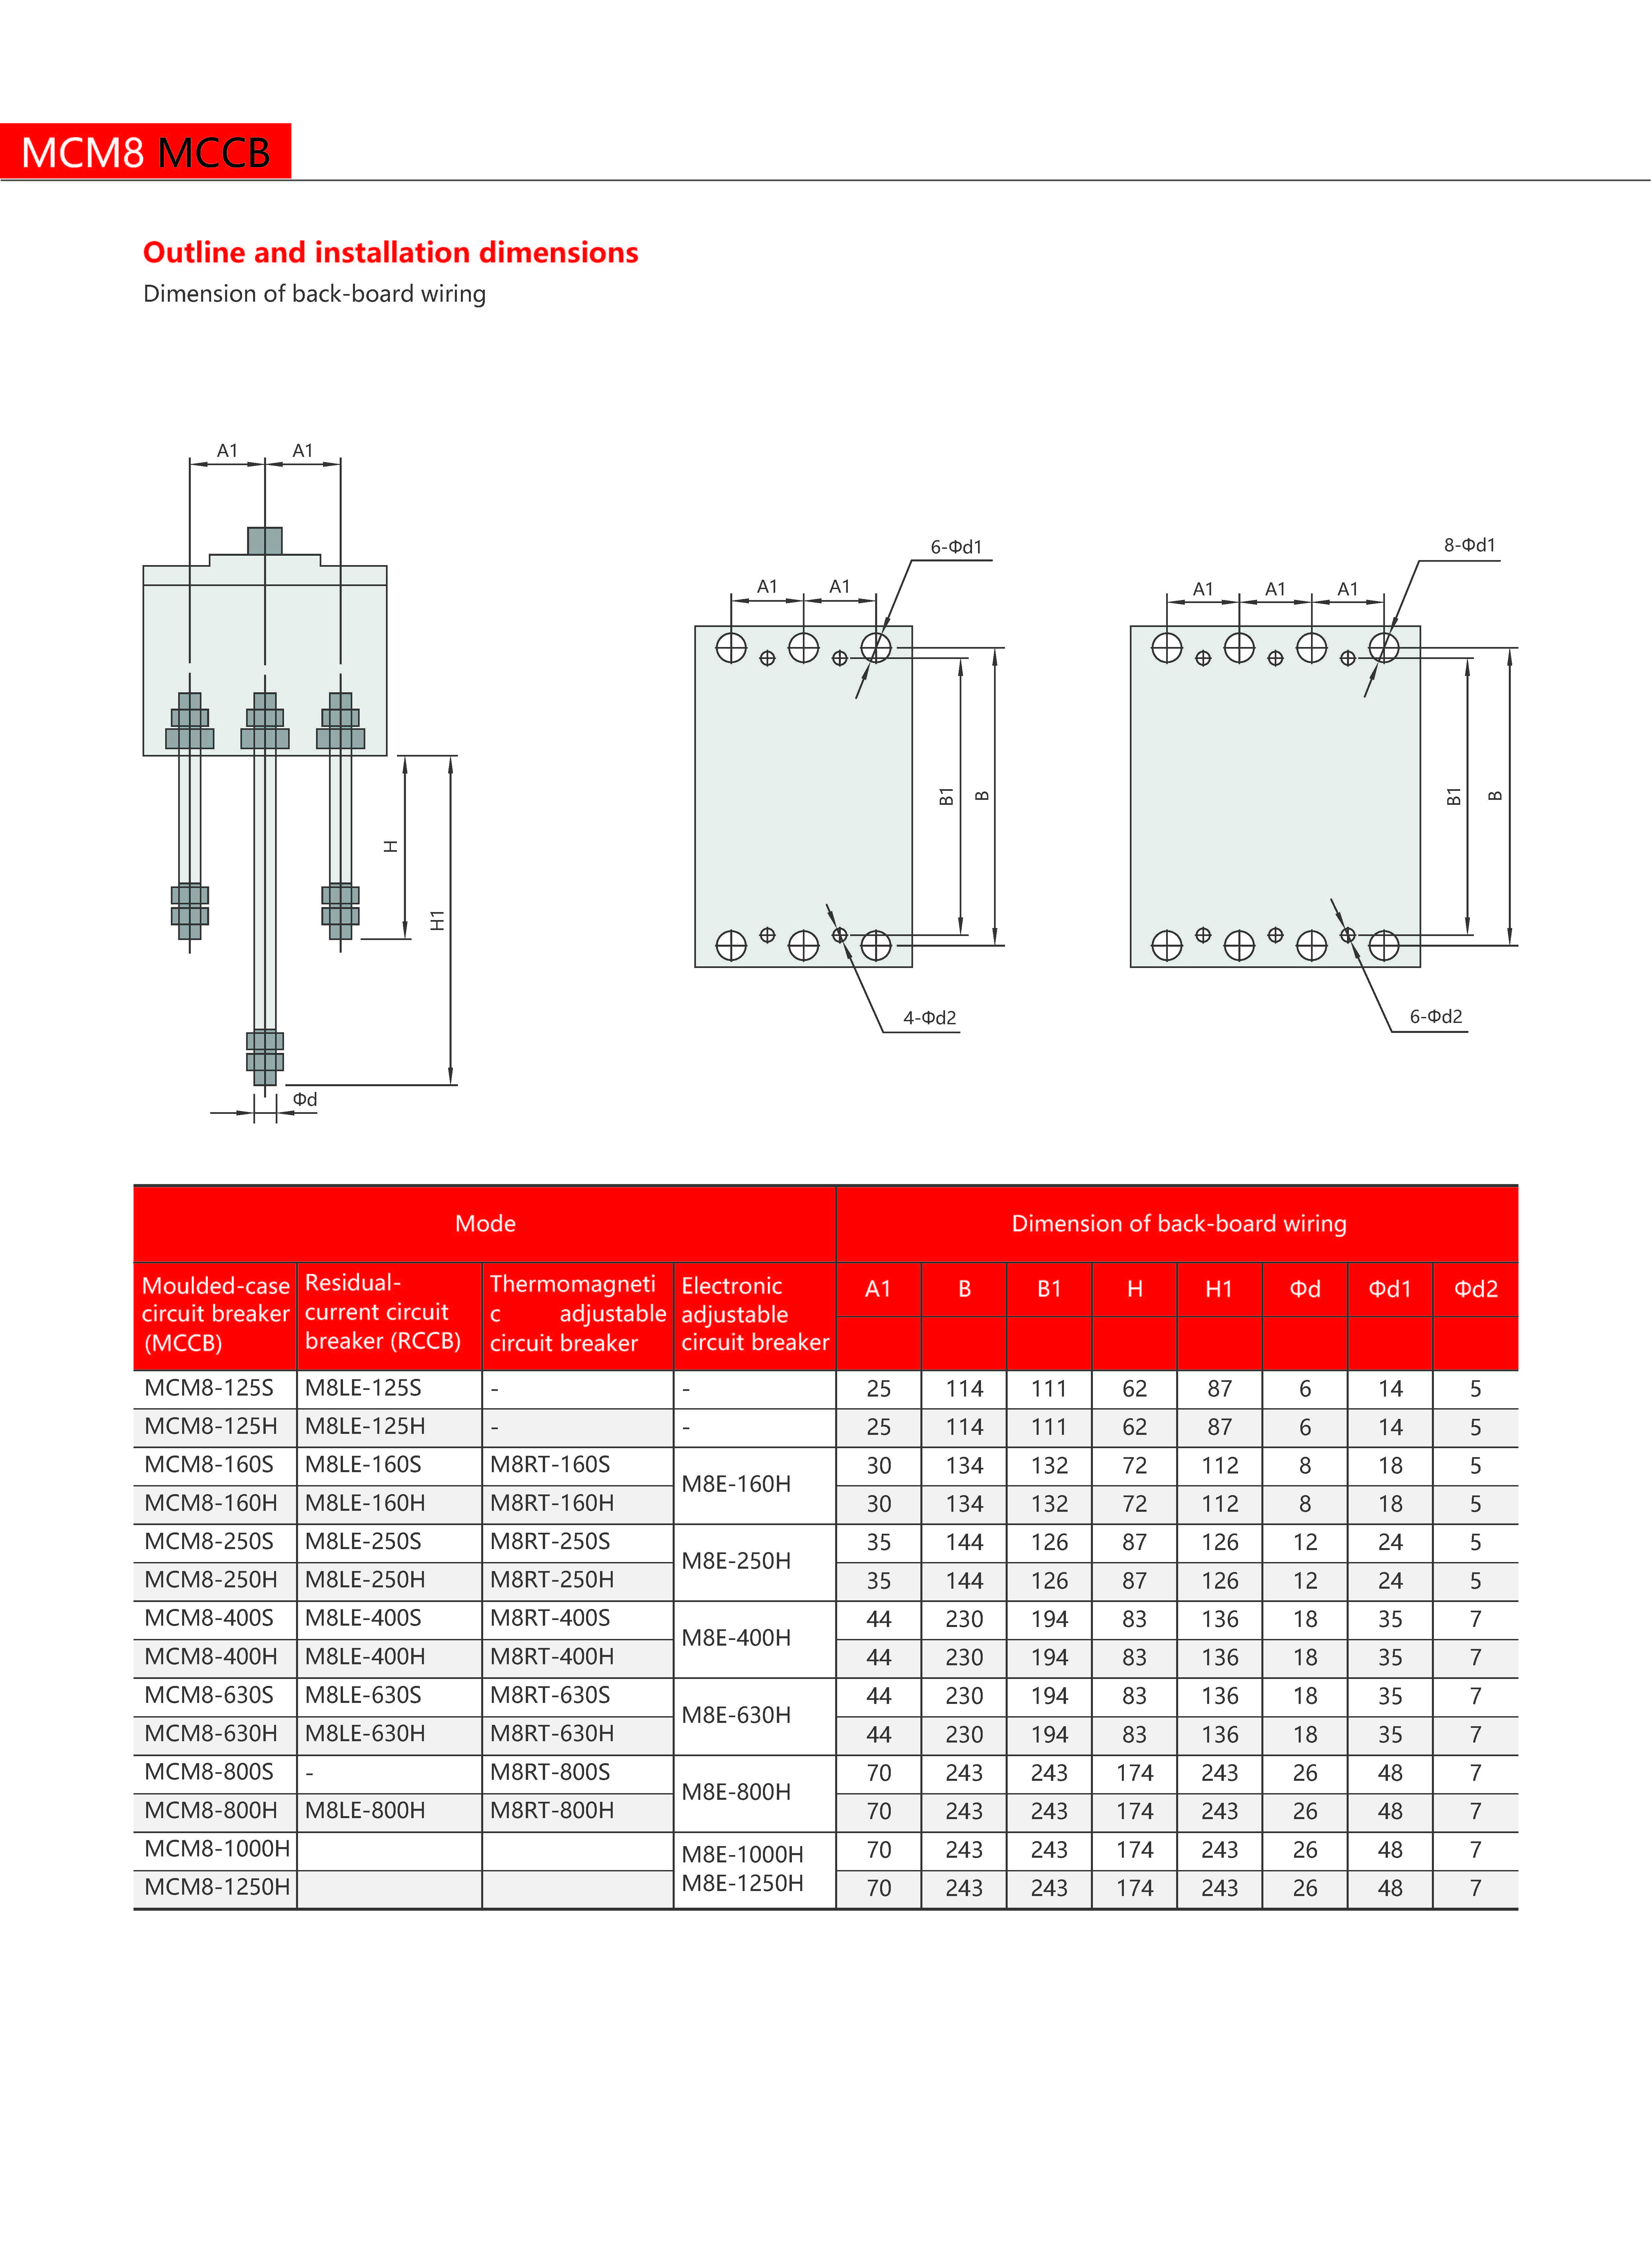 MCM8 MCCB
Outline and installation dimensions
Dimension of back-board wiring
A1 A1
H
H1
Φd
6-Φd1
A1 A1
B1 B
4-Φd2
8-Φd1
A1 A1 A1
B1 B
6-Φd2
Mode Dimension of back-board wiring
Moulded-case circuit breaker (MCCB) Residual-current circuit breaker (RCCB) Thermomagneti c adjustable circuit breaker Electronic adjustable circuit breaker A1 B B1 H H1 Φd Φd1 Φd2
MCM8-125S M8LE-125S - - 25 114 111 62 87 6 14 5
MCM8-125H M8LE-125H - - 25 114 111 62 87 6 14 5
MCM8-160S M8LE-160S M8RT-160S M8E-160H 30 134 132 72 112 8 18 5
MCM8-160H M8LE-160H M8RT-160H 30 134 132 72 112 8 18 5
MCM8-250S M8LE-250S M8RT-250S M8E-250H 35 144 126 87 126 12 24 5
MCM8-250H M8LE-250H M8RT-250H 35 144 126 87 126 12 24 5
MCM8-400S M8LE-400S M8RT-400S M8E-400H 44 230 194 83 136 18 35 7
MCM8-400H M8LE-400H M8RT-400H 44 230 194 83 136 18 35 7
MCM8-630S M8LE-630S M8RT-630S M8E-630H 44 230 194 83 136 18 35 7
MCM8-630H M8LE-630H M8RT-630H 44 230 194 83 136 18 35 7
MCM8-800S - M8RT-800S M8E-800H 70 243 243 174 243 26 48 7
MCM8-800H M8LE-800H M8RT-800H 70 243 243 174 243 26 48 7
MCM8-1000H M8E-1000H 70 243 243 174 243 26 48 7
MCM8-1250H M8E-1250H 70 243 243 174 243 26 48 7